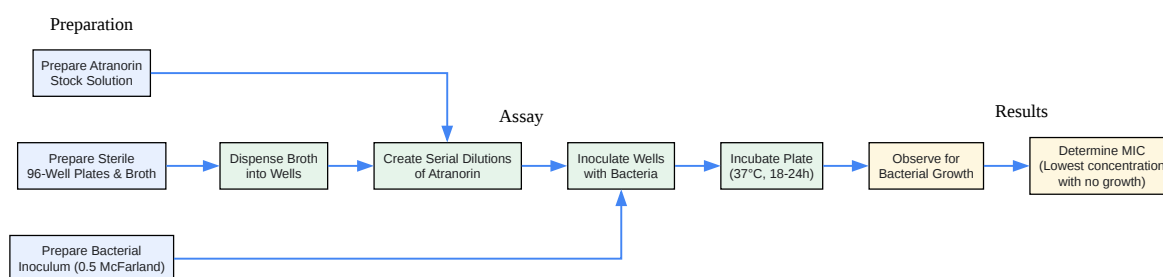 Preparation
Prepare Atranorin
Stock Solution
Assay
Results
Prepare Sterile
96-Well Plates & Broth
Dispense Broth
into Wells
Create Serial Dilutions
of Atranorin
Inoculate Wells
with Bacteria
Incubate Plate
(37°C, 18-24h)
Observe for
Bacterial Growth
Determine MIC
(Lowest concentration
with no growth)
Prepare Bacterial
Inoculum (0.5 McFarland)